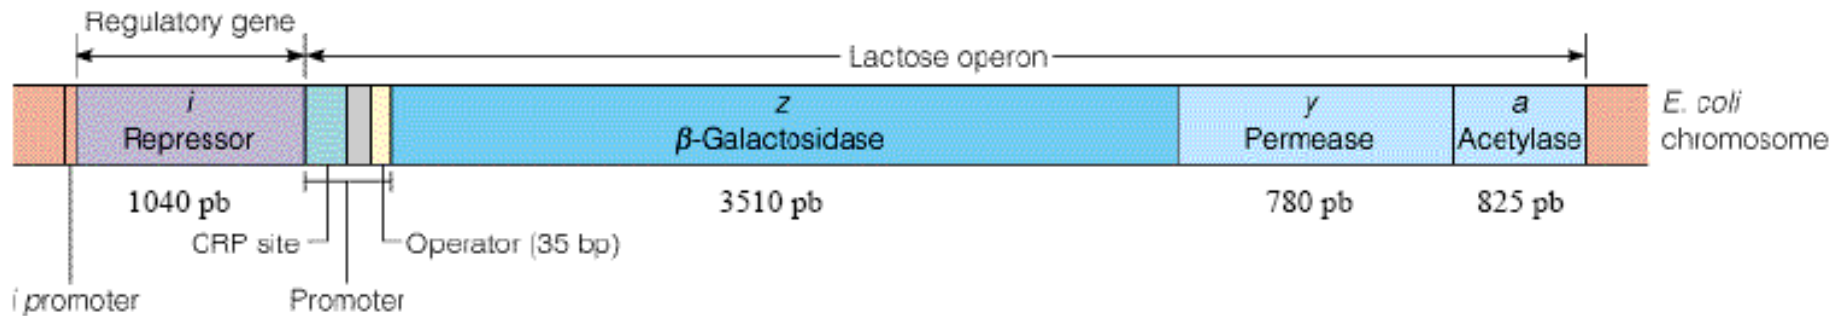 Regulatory gene
Lactose operon
i
Repressor
z
β-Galactosidase
y
Permease
a
Acetylase
E. coli
chromosome
1040 pb
3510 pb
780 pb
825 pb
CRP site
Operator (35 bp)
i promoter
Promoter